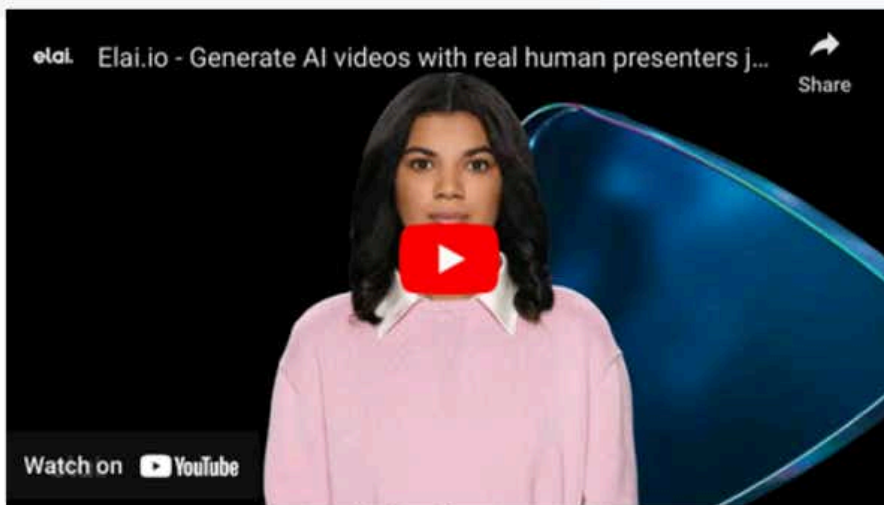 elai.
Elai.io - Generate AI videos with real human presenters j...
Share
Watch on YouTube